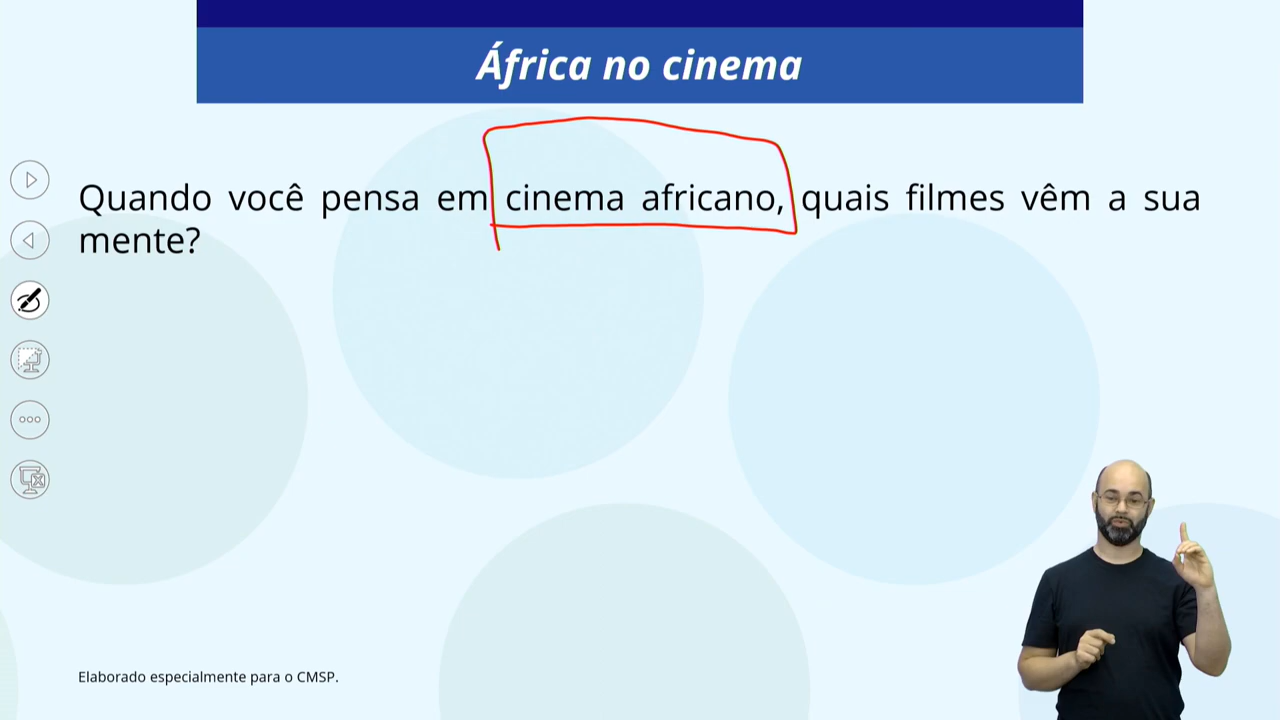 África no cinema
Quando você pensa em cinema africano, quais filmes vêm a sua
mente?
Elaborado especialmente para o CMSP.